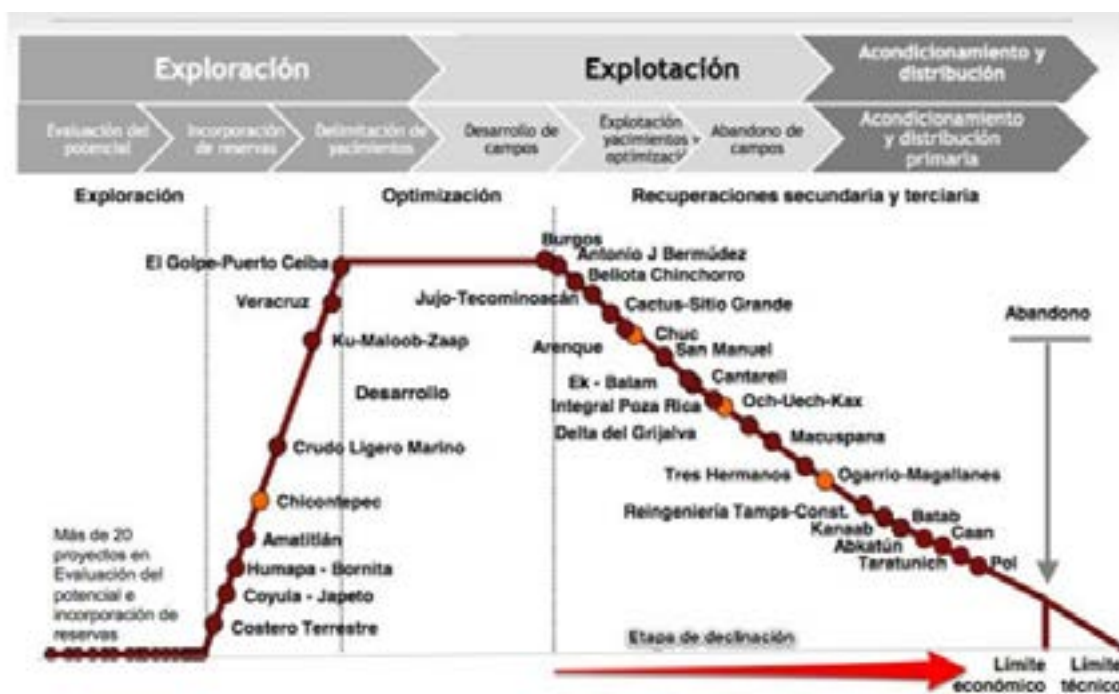 Exploración
Explotación
Acondicionamiento y
distribución
Evaluación del
potencial
Incorporación
de reservas
Delimitación de
yacimientos
Desarrollo de
campos
Explotación
yacimientos y
optimizació
Abandono de
campos
Acondicionamiento
y distribución
primaria
Exploración
Optimización
Recuperaciones secundaria y terciaria
Burgos
El Golpe-Puerto Ceiba
Antonio J Bermúdez
Bellota Chinchorro
Veracruz
Jujo-Tecominoacán
Cactus-Sitio Grande
Abandono
Ku-Maloob-Zaap
Arenque
Chuc
San Manuel
Desarrollo
Ek - Balam
Cantarell
Integral Poza Rica
Och-Uech-Kax
Delta del Grijalva
Macuspana
Crudo Ligero Marino
Tres Hermanos
Ogarrio-Magallanes
Chicontepec
Reingeniería Tamps-Const.
Batab
Kanaab
Caan
Amatitlán
Abkatún
Taratunich
Pol
Más de 20
proyectos en
Evaluación del
potencial e
incorporación de
reservas
Humapa - Bornita
Coyula - Japeto
Costero Terrestre
Etapa de declinación
Límite
económico
Límite
técnico